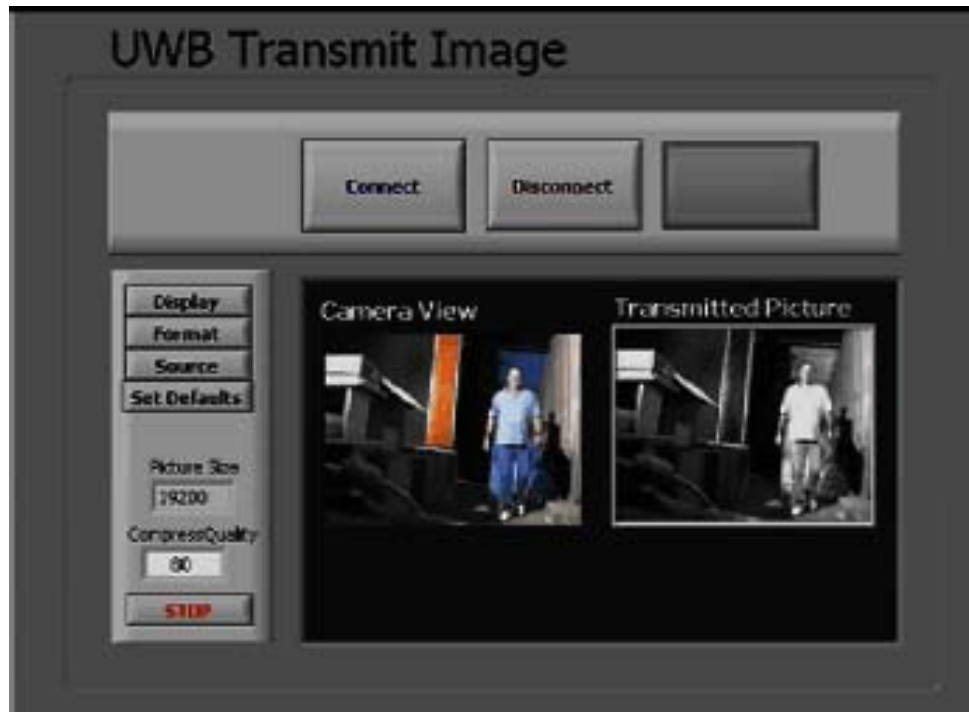 UWB Transmit Image
Connect
Disconnect
Display
Format
Source
Set Defaults
Picture Size
19200
CompressQuality
80
STOP
Camera View
Transmitted Picture